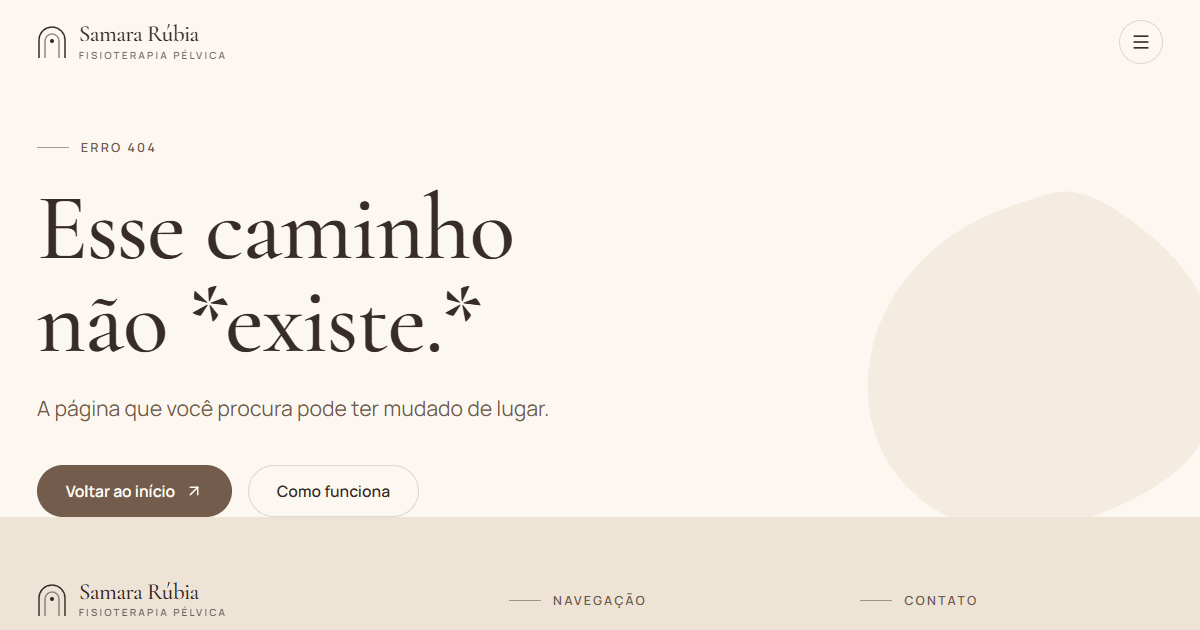 Samara Rúbia
FISIOTERAPIA PÉLVICA
ERRO 404
Esse caminho
não *existe.*
A página que você procura pode ter mudado de lugar.
Voltar ao início
Como funciona
Samara Rúbia
FISIOTERAPIA PÉLVICA
NAVEGAÇÃO
CONTATO